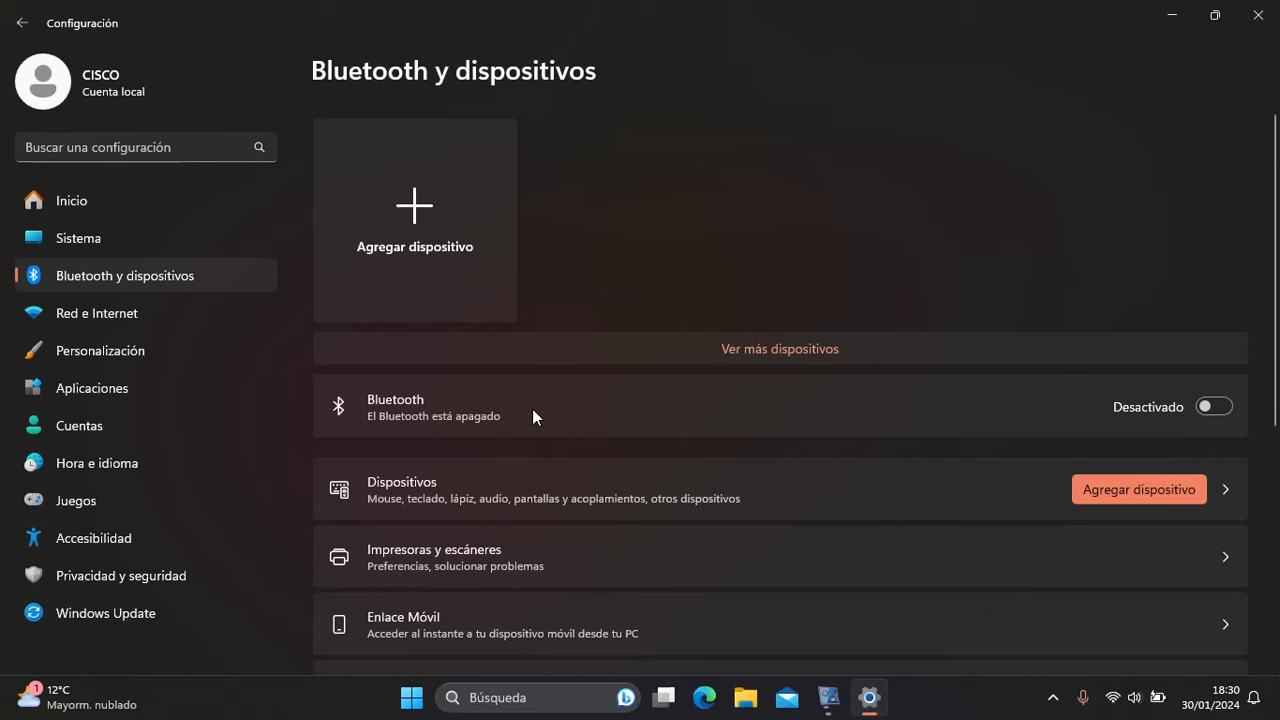 Configuración
CISCO
Cuenta local
Buscar una configuración
Inicio
Sistema
Bluetooth y dispositivos
Red e Internet
Personalización
Aplicaciones
Cuentas
Hora e idioma
Juegos
Accesibilidad
Privacidad y seguridad
Windows Update
Bluetooth y dispositivos
Agregar dispositivo
Ver más dispositivos
Bluetooth
El Bluetooth está apagado
Desactivado
Dispositivos
Mouse, teclado, lápiz, audio, pantallas y acoplamientos, otros dispositivos
Agregar dispositivo
Impresoras y escáneres
Preferencias, solucionar problemas
Enlace Móvil
Acceder al instante a tu dispositivo móvil desde tu PC
1
12°C
Mayorm. nublado
Búsqueda
18:30
30/01/2024